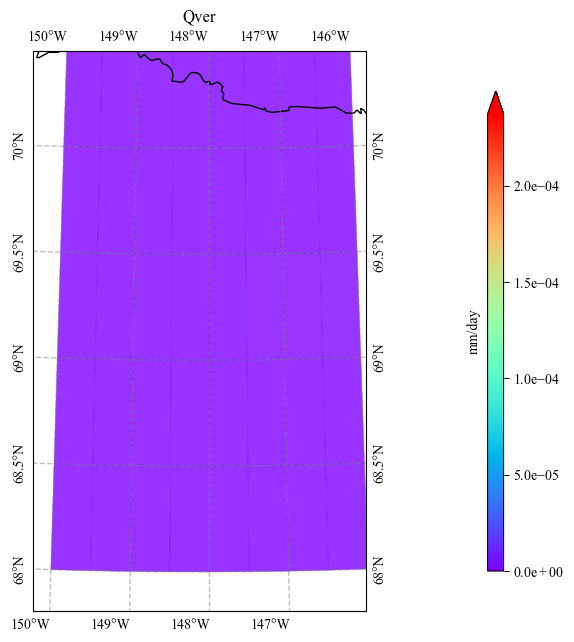 Qver
150°W 149°W 148°W 147°W 146°W
70°N 70°N
69.5°N 69.5°N
69°N 69°N
68.5°N 68.5°N
68°N 68°N
150°W 149°W 148°W 147°W
2.0e−04
1.5e−04
1.0e−04
5.0e−05
0.0e+00
mm/day